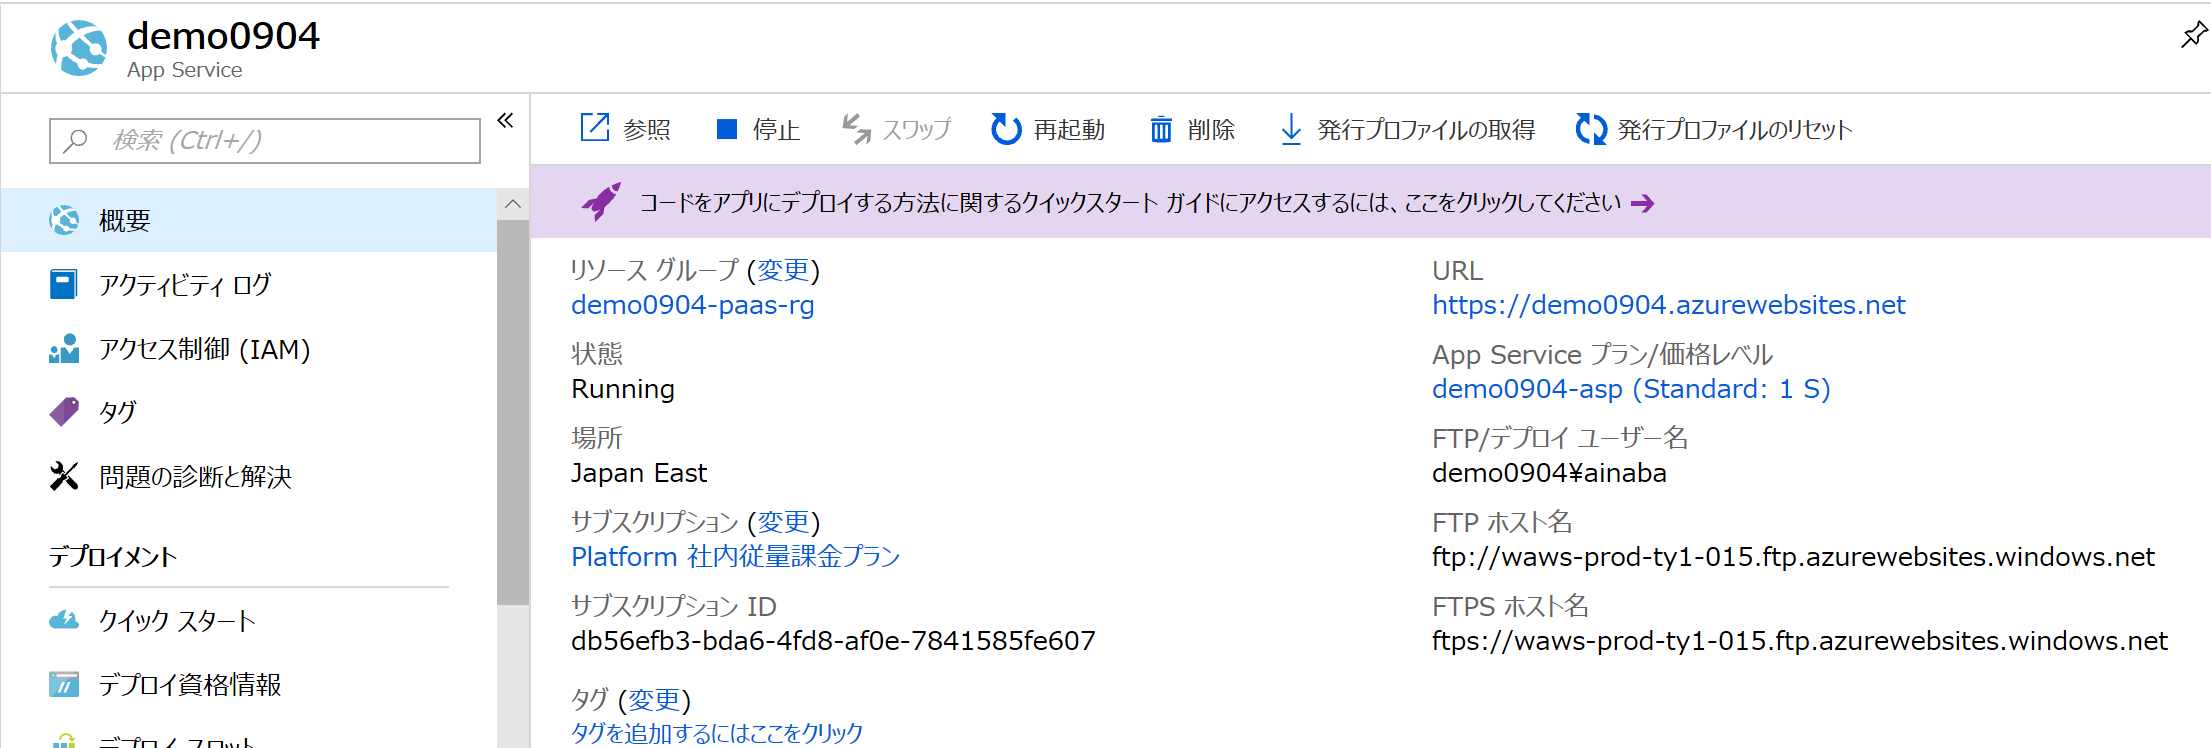 demo0904
App Service
検索 (Ctrl+/)
概要
アクティビティ ログ
アクセス制御 (IAM)
タグ
問題の診断と解決
デプロイメント
クイック スタート
デプロイ資格情報
デプロイ スロット
参照
停止
スワップ
再起動
削除
発行プロファイルの取得
発行プロファイルのリセット
コードをアプリにデプロイする方法に関するクイックスタート ガイドにアクセスするには、ここをクリックしてください
リソース グループ (変更)
demo0904-paas-rg
状態
Running
場所
Japan East
サブスクリプション (変更)
Platform 社内従量課金プラン
サブスクリプション ID
db56efb3-bda6-4fd8-af0e-7841585fe607
タグ (変更)
タグを追加するにはここをクリック
URL
https://demo0904.azurewebsites.net
App Service プラン/価格レベル
demo0904-asp (Standard: 1 S)
FTP/デプロイ ユーザー名
demo0904¥ainaba
FTP ホスト名
ftp://waws-prod-ty1-015.ftp.azurewebsites.windows.net
FTPS ホスト名
ftps://waws-prod-ty1-015.ftp.azurewebsites.windows.net